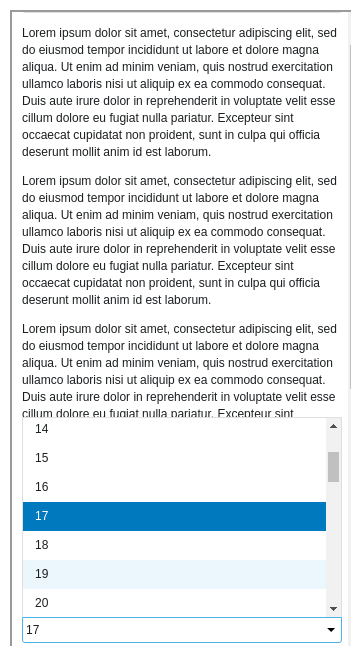 Lorem ipsum dolor sit amet, consectetur adipiscing elit, sed
do eiusmod tempor incididunt ut labore et dolore magna
aliqua. Ut enim ad minim veniam, quis nostrud exercitation
ullamco laboris nisi ut aliquip ex ea commodo consequat.
Duis aute irure dolor in reprehenderit in voluptate velit esse
cillum dolore eu fugiat nulla pariatur. Excepteur sint
occaecat cupidatat non proident, sunt in culpa qui officia
deserunt mollit anim id est laborum.
Lorem ipsum dolor sit amet, consectetur adipiscing elit, sed
do eiusmod tempor incididunt ut labore et dolore magna
aliqua. Ut enim ad minim veniam, quis nostrud exercitation
ullamco laboris nisi ut aliquip ex ea commodo consequat.
Duis aute irure dolor in reprehenderit in voluptate velit esse
cillum dolore eu fugiat nulla pariatur. Excepteur sint
occaecat cupidatat non proident, sunt in culpa qui officia
deserunt mollit anim id est laborum.
Lorem ipsum dolor sit amet, consectetur adipiscing elit, sed
do eiusmod tempor incididunt ut labore et dolore magna
aliqua. Ut enim ad minim veniam, quis nostrud exercitation
ullamco laboris nisi ut aliquip ex ea commodo consequat.
Duis aute irure dolor in reprehenderit in voluptate velit esse
cillum dolore eu fugiat nulla pariatur. Excepteur sint
14
15
16
17
18
19
20
17